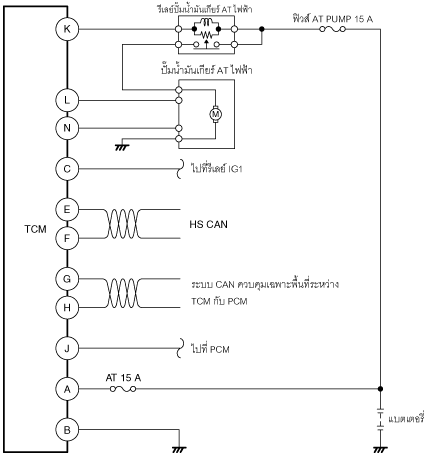 รีเลย์ปั๊มน้ำมันเกียร์ AT ไฟฟ้า
ฟิวส์ AT PUMP 15 A
K
ปั๊มน้ำมันเกียร์ AT ไฟฟ้า
L
M
N
C
ไปที่รีเลย์ IG1
E
HS CAN
TCM
F
G
ระบบ CAN ควบคุมเฉพาะพื้นที่ระหว่าง
H
TCM กับ PCM
J
ไปที่ PCM
AT 15 A
A
แบตเตอรี่
B